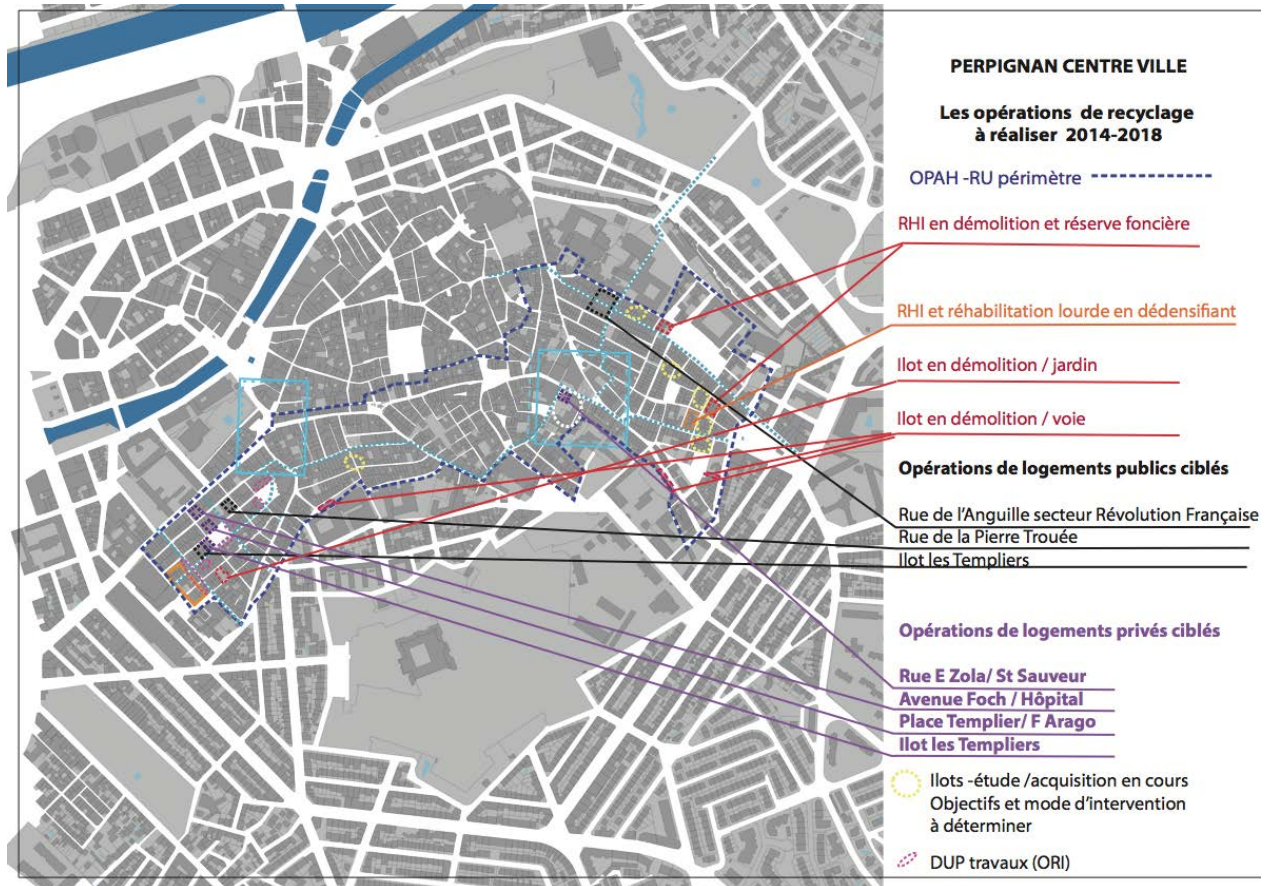 PERPIGNAN CENTRE VILLE
Les opérations de recyclage
à réaliser 2014-2018
OPAH -RU périmètre
RHI en démolition et réserve foncière
RHI et réhabilitation lourde en dédensifiant
Ilot en démolition / jardin
Ilot en démolition / voie
Opérations de logements publics ciblés
Rue de l'Anguille secteur Révolution Française
Rue de la Pierre Trouée
Ilot les Templiers
Opérations de logements privés ciblés
Rue E Zola/ St Sauveur
Avenue Foch / Hôpital
Place Templier/ F Arago
Ilot les Templiers
Ilots -étude /acquisition en cours
Objectifs et mode d'intervention
à déterminer
DUP travaux (ORI)